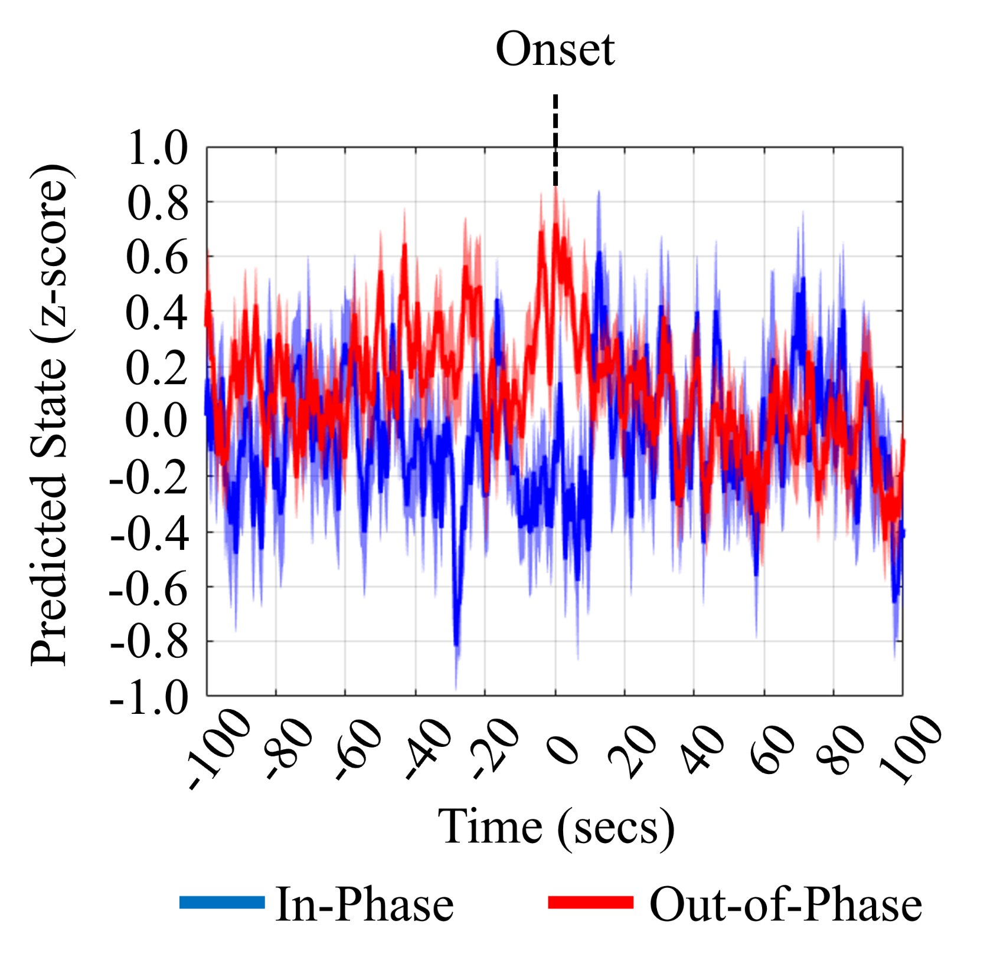 Onset
1.0
0.8
0.6
0.4
0.2
0.0
-0.2
-0.4
-0.6
-0.8
-1.0
Predicted State (z-score)
-100 -80 -60 -40 -20 0 20 40 60 80 100
Time (secs)
In-Phase Out-of-Phase